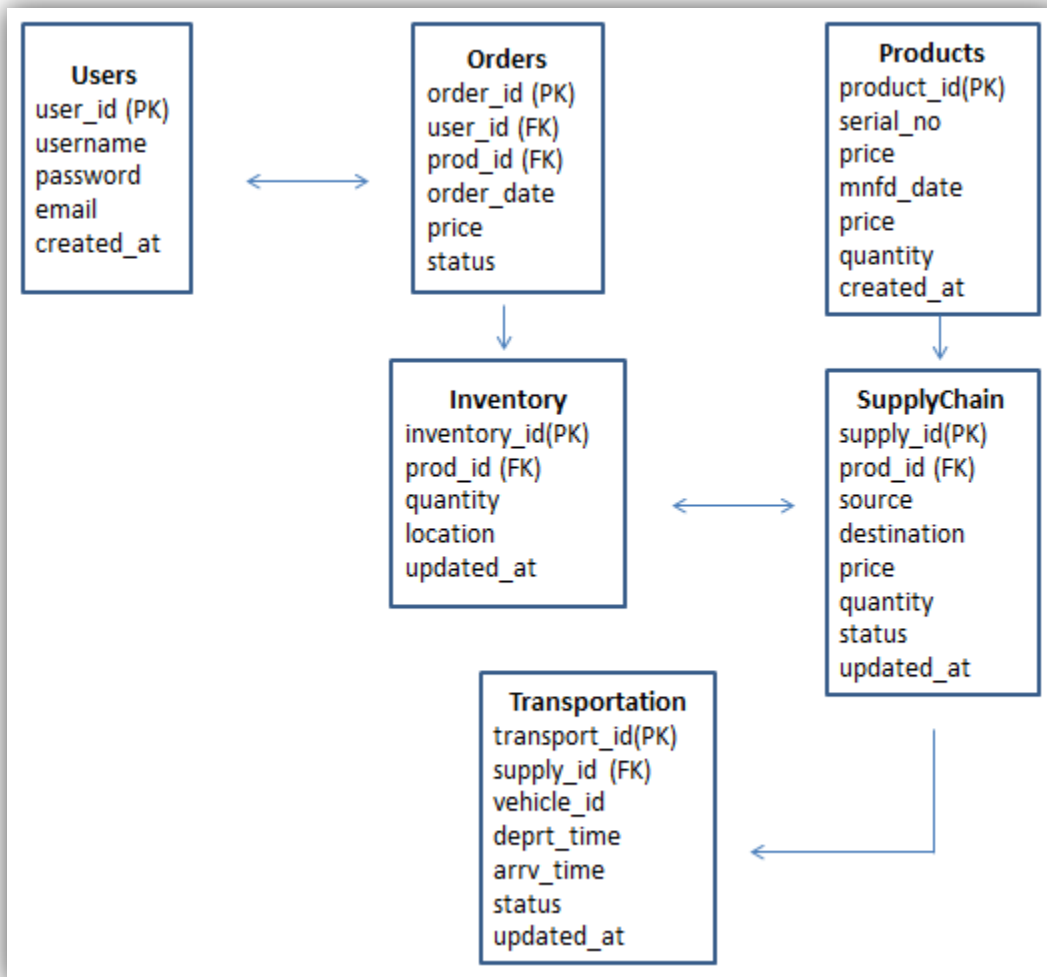 Users
user_id (PK)
username
password
email
created_at
Orders
order_id (PK)
user_id (FK)
prod_id (FK)
order_date
price
status
Products
product_id(PK)
serial_no
price
mnfd_date
price
quantity
created_at
Inventory
inventory_id(PK)
prod_id (FK)
quantity
location
updated_at
SupplyChain
supply_id(PK)
prod_id (FK)
source
destination
price
quantity
status
updated_at
Transportation
transport_id(PK)
supply_id (FK)
vehicle_id
deprt_time
arrv_time
status
updated_at